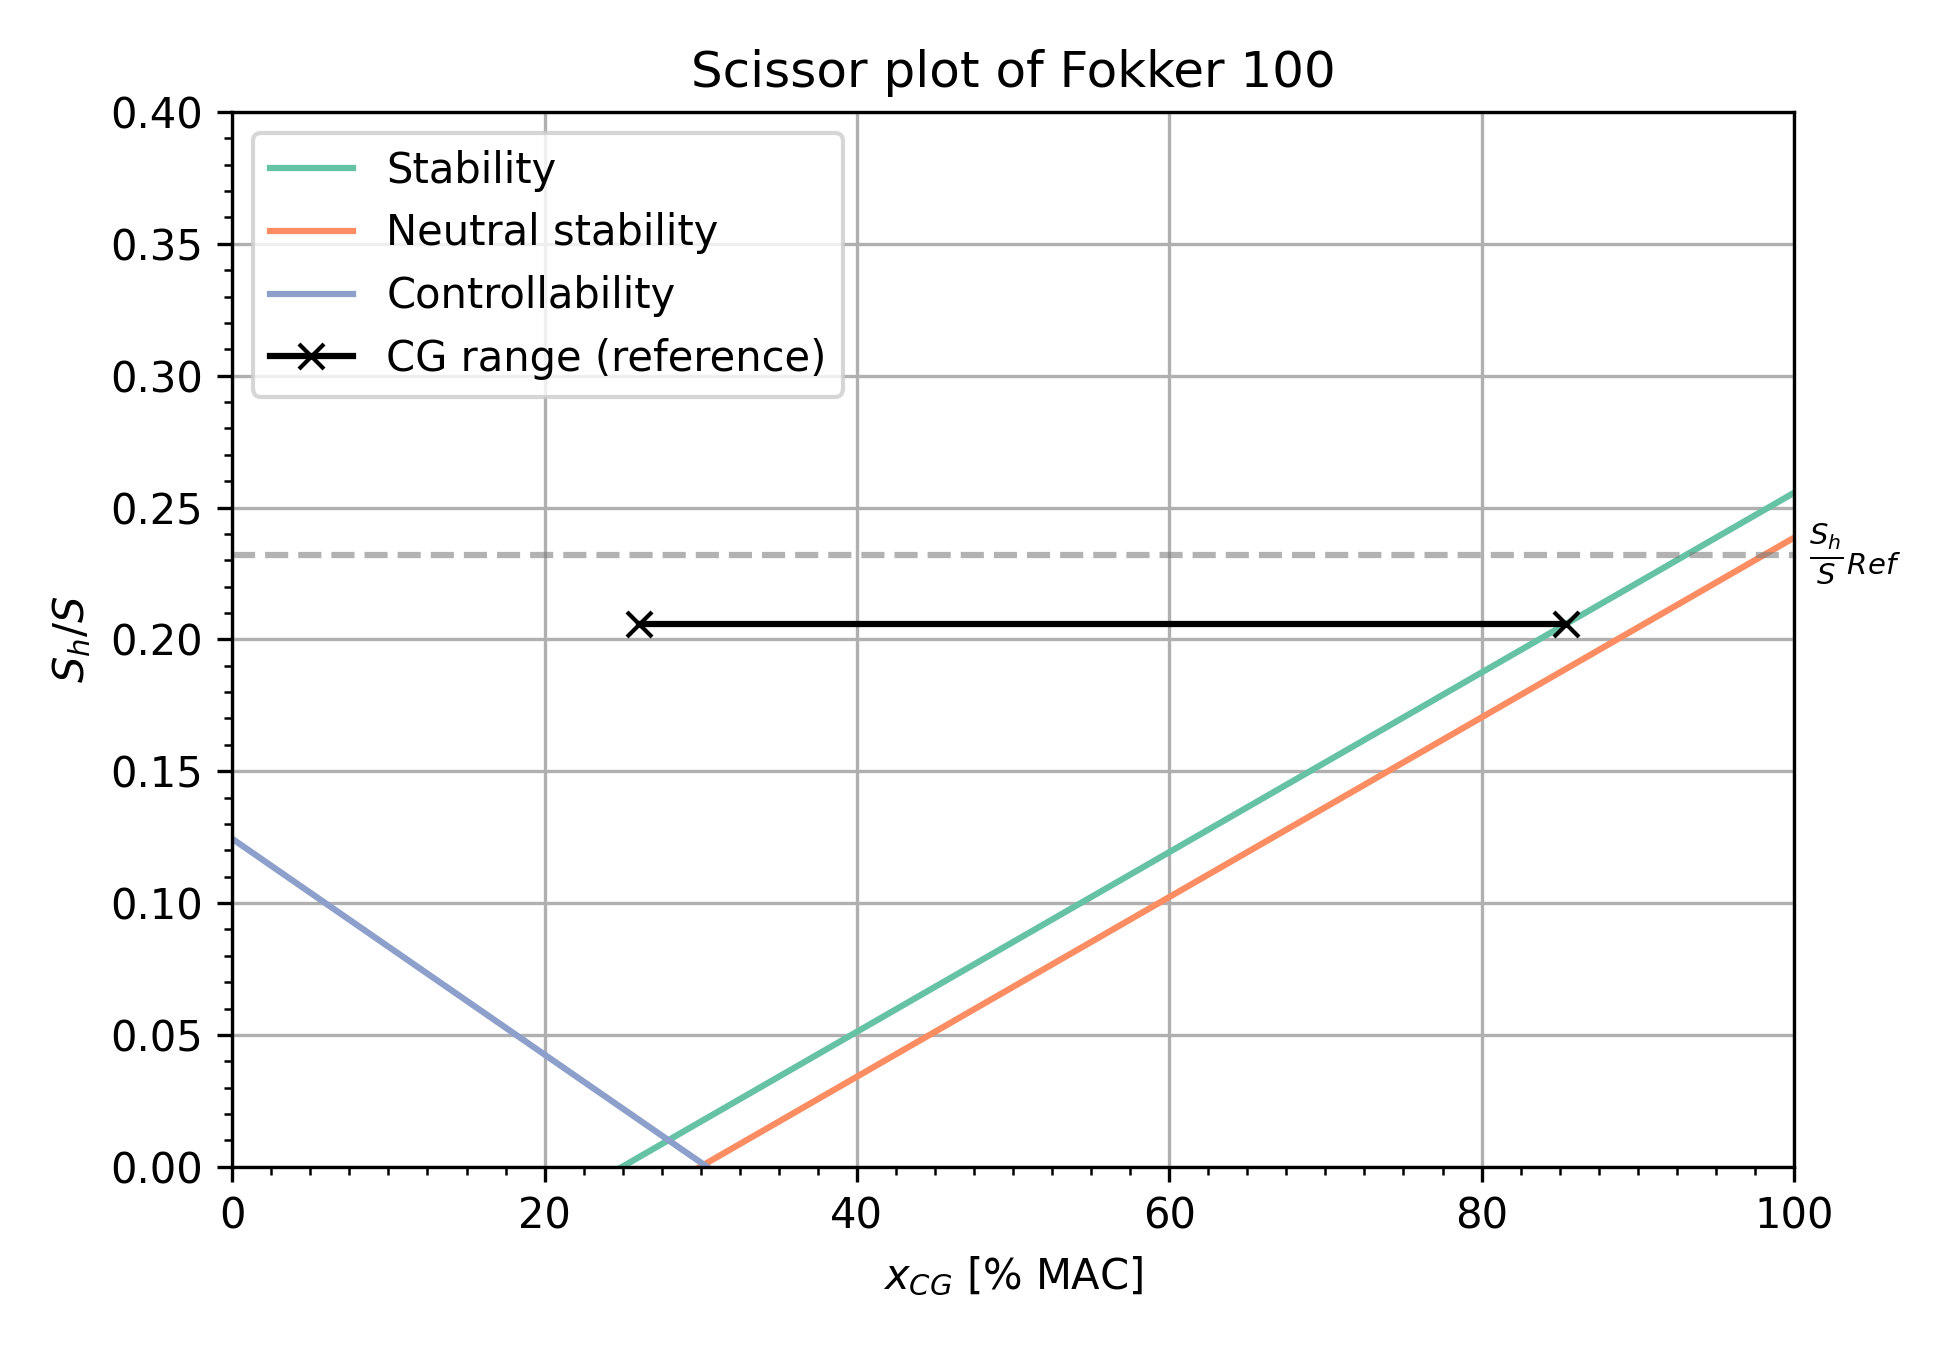 Scissor plot of Fokker 100
0.40
0.35
0.30
0.25
0.20
0.15
0.10
0.05
0.00
S_h/S
Stability
Neutral stability
Controllability
CG range (reference)
S_h/S Ref
0 20 40 60 80 100
x_CG [% MAC]